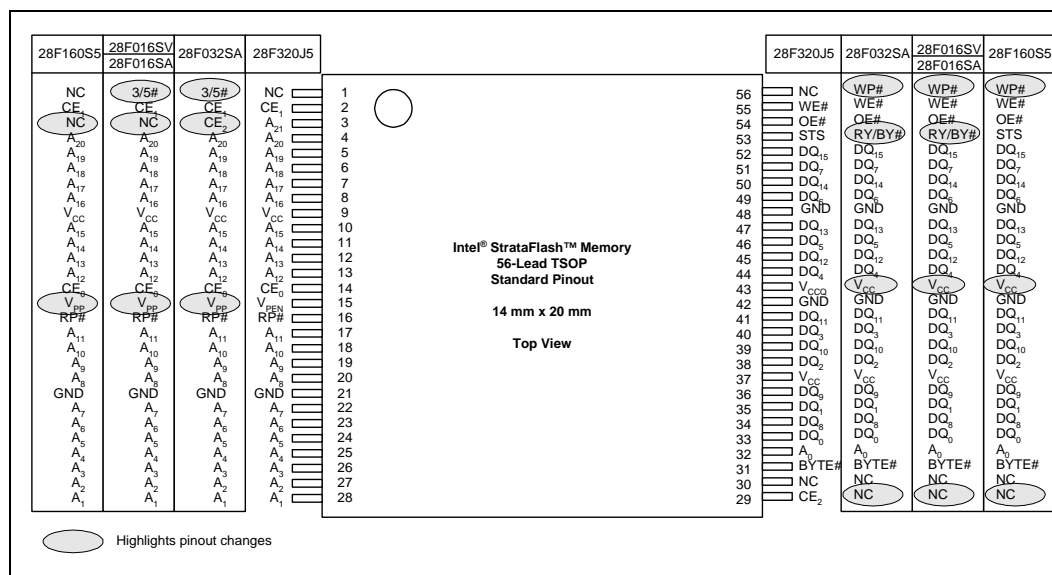 28F160S5 28F016SV 28F032SA 28F320J5 28F320J5 28F032SA 28F016SV 28F160S5
28F016SA 28F016SA
NC 3/5# 3/5# NC 1 56 NC WP# WP# WP#
CE1 CE1 CE1 CE1 2 55 WE# WE# WE# WE#
NC NC CE2 A21 3 54 OE# OE# OE# OE#
A20 A20 A20 A20 4 53 STS RY/BY# RY/BY# STS
A19 A19 A19 A19 5 52 DQ15 DQ15 DQ15 DQ15
A18 A18 A18 A18 6 51 DQ7 DQ7 DQ7 DQ7
A17 A17 A17 A17 7 50 DQ14 DQ14 DQ14 DQ14
A16 A16 A16 A16 8 49 DQ6 DQ6 DQ6 DQ6
VCC VCC VCC VCC 9 48 GND GND GND GND
A15 A15 A15 A15 10 47 DQ13 DQ13 DQ13 DQ13
A14 A14 A14 A14 11 46 DQ5 DQ5 DQ5 DQ5
A13 A13 A13 A13 12 45 DQ12 DQ12 DQ12 DQ12
A12 A12 A12 A12 13 44 DQ4 DQ4 DQ4 DQ4
CE0 CE0 CE0 CE0 14 43 VCCQ VCC VCC VCC
VPP VPP VPP VPEN 15 42 GND GND GND GND
RP# RP# RP# RP# 16 41 DQ11 DQ11 DQ11 DQ11
A11 A11 A11 A11 17 40 DQ3 DQ3 DQ3 DQ3
A10 A10 A10 A10 18 39 DQ10 DQ10 DQ10 DQ10
A9 A9 A9 A9 19 38 DQ2 DQ2 DQ2 DQ2
A8 A8 A8 A8 20 37 VCC VCC VCC VCC
GND GND GND GND 21 36 DQ9 DQ9 DQ9 DQ9
A7 A7 A7 A7 22 35 DQ1 DQ1 DQ1 DQ1
A6 A6 A6 A6 23 34 DQ8 DQ8 DQ8 DQ8
A5 A5 A5 A5 24 33 DQ0 DQ0 DQ0 DQ0
A4 A4 A4 A4 25 32 A0 A0 A0 A0
A3 A3 A3 A3 26 31 BYTE# BYTE# BYTE# BYTE#
A2 A2 A2 A2 27 30 NC NC NC NC
A1 A1 A1 A1 28 29 CE2 NC NC NC
Intel® StrataFlash™ Memory
56-Lead TSOP
Standard Pinout
14 mm x 20 mm
Top View
Highlights pinout changes